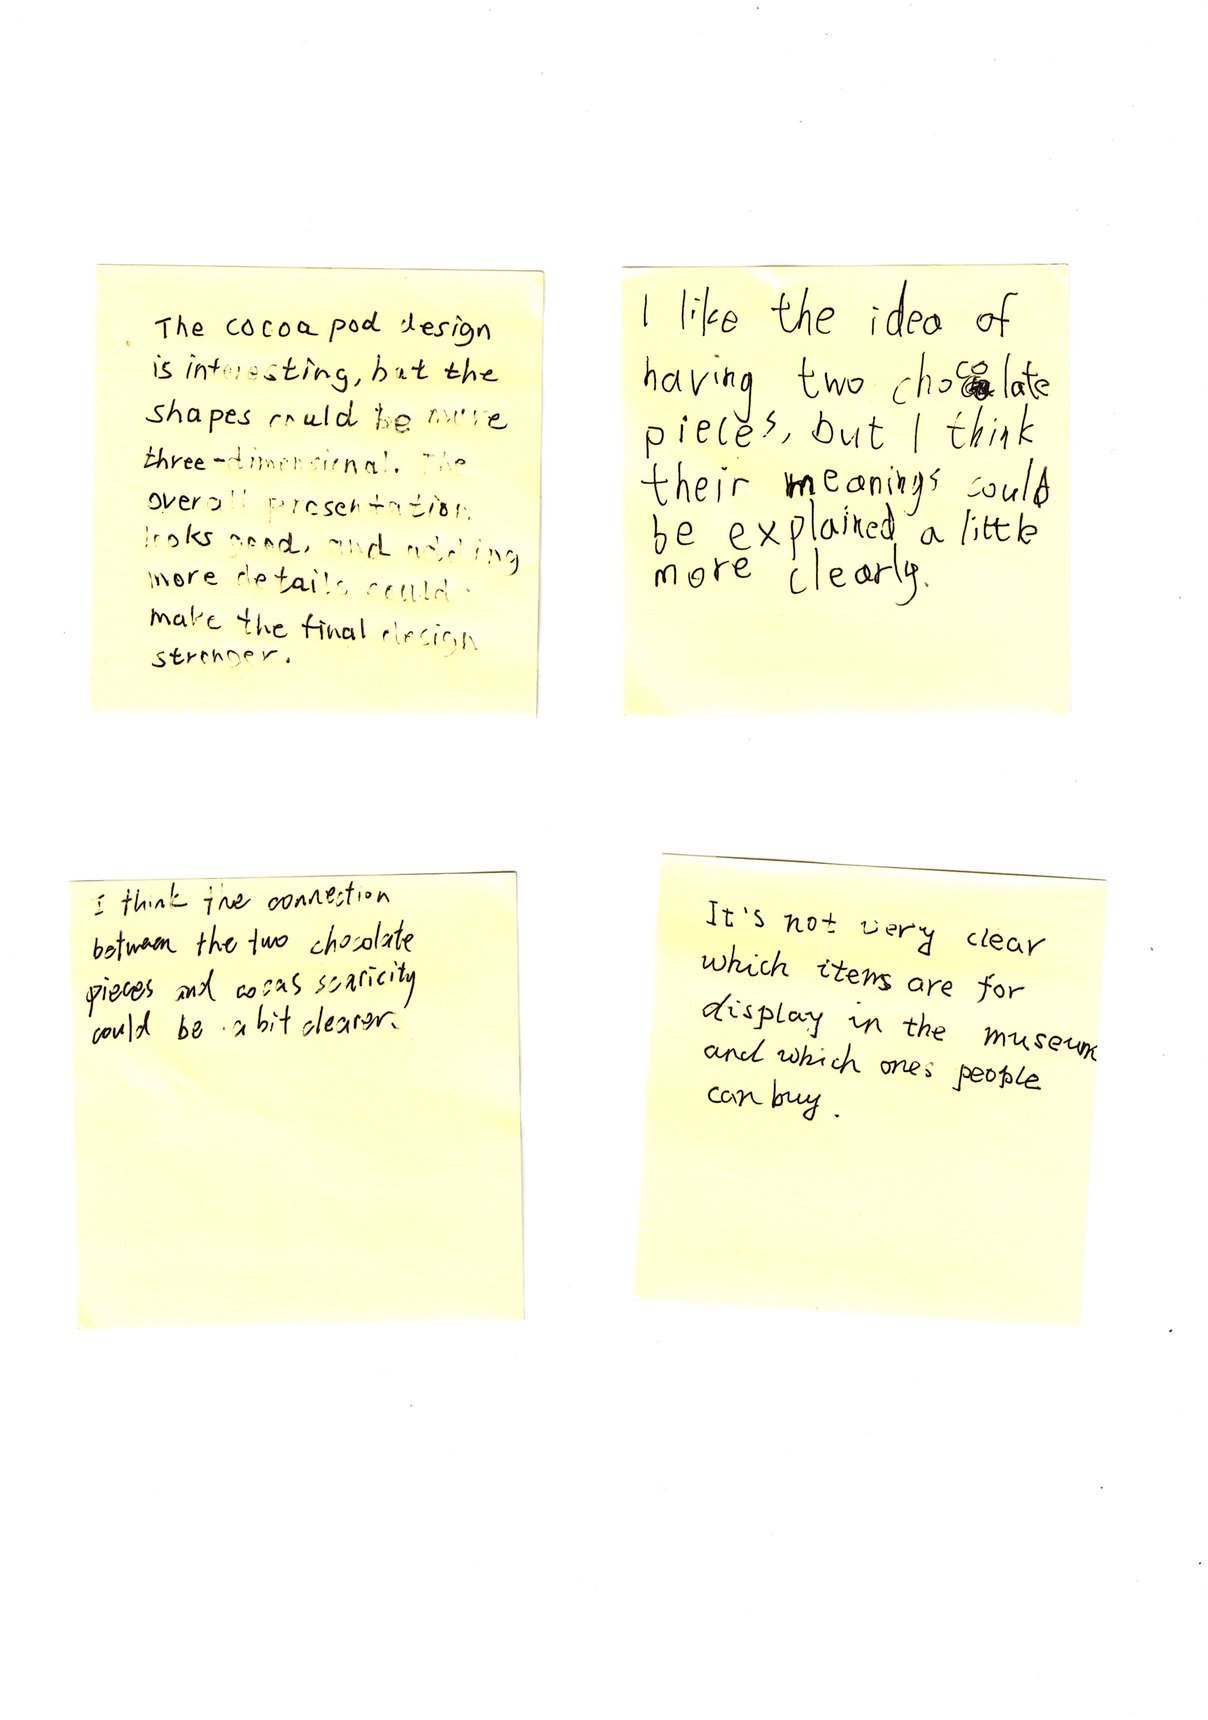 The cocoa pod design
is interesting, but the
shapes could be more
three-dimensional. The
overall presentation
looks good, and adding
more details could
make the final design
stronger.
I like the idea of
having two chocolate
pieces, but I think
their meanings could
be explained a little
more clearly.
I think the connection
between the two chocolate
pieces and cocas scaricity
could be a bit clearer.
It's not very clear
which items are for
display in the museum
and which ones people
can buy.